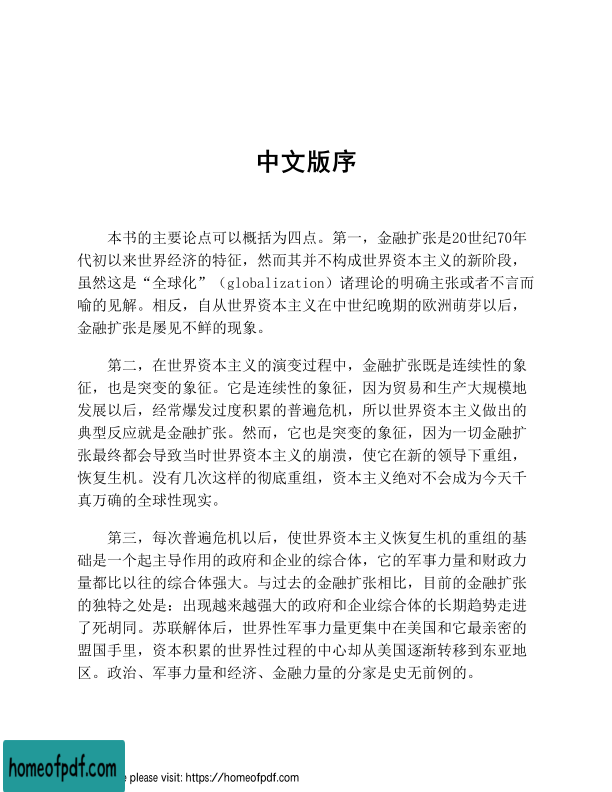 中文版序
本书的主要论点可以概括为四点。第一，金融扩张是20世纪70年
代初以来世界经济的特征，然而其并不构成世界资本主义的新阶段，
虽然这是“全球化”（globalization）诸理论的明确主张或者不言而
喻的见解。相反，自从世界资本主义在中世纪晚期的欧洲萌芽以后，
金融扩张是屡见不鲜的现象。
第二，在世界资本主义的演变过程中，金融扩张既是连续性的象
征，也是突变的象征。它是连续性的象征，因为贸易和生产大规模地
发展以后，经常爆发过度积累的普遍危机，所以世界资本主义做出的
典型反应就是金融扩张。然而，它也是突变的象征，因为一切金融扩
张最终都会导致当时世界资本主义的崩溃，使它在新的领导下重组，
恢复生机。没有几次这样的彻底重组，资本主义绝对不会成为今天千
真万确的全球性现实。
第三，每次普遍危机以后，使世界资本主义恢复生机的重组的基
础是一个起主导作用的政府和企业的综合体，它的军事力量和财政力
量都比以往的综合体强大。与过去的金融扩张相比，目前的金融扩张
的独特之处是：出现越来越强大的政府和企业综合体的长期趋势走进
了死胡同。苏联解体后，世界性军事力量更集中在美国和它最亲密的
盟国手里，资本积累的世界性过程的中心却从美国逐渐转移到东亚地
区。政治、军事力量和经济、金融力量的分家是史无前例的。
homeofpdf.com
please visit: https://homeofpdf.com